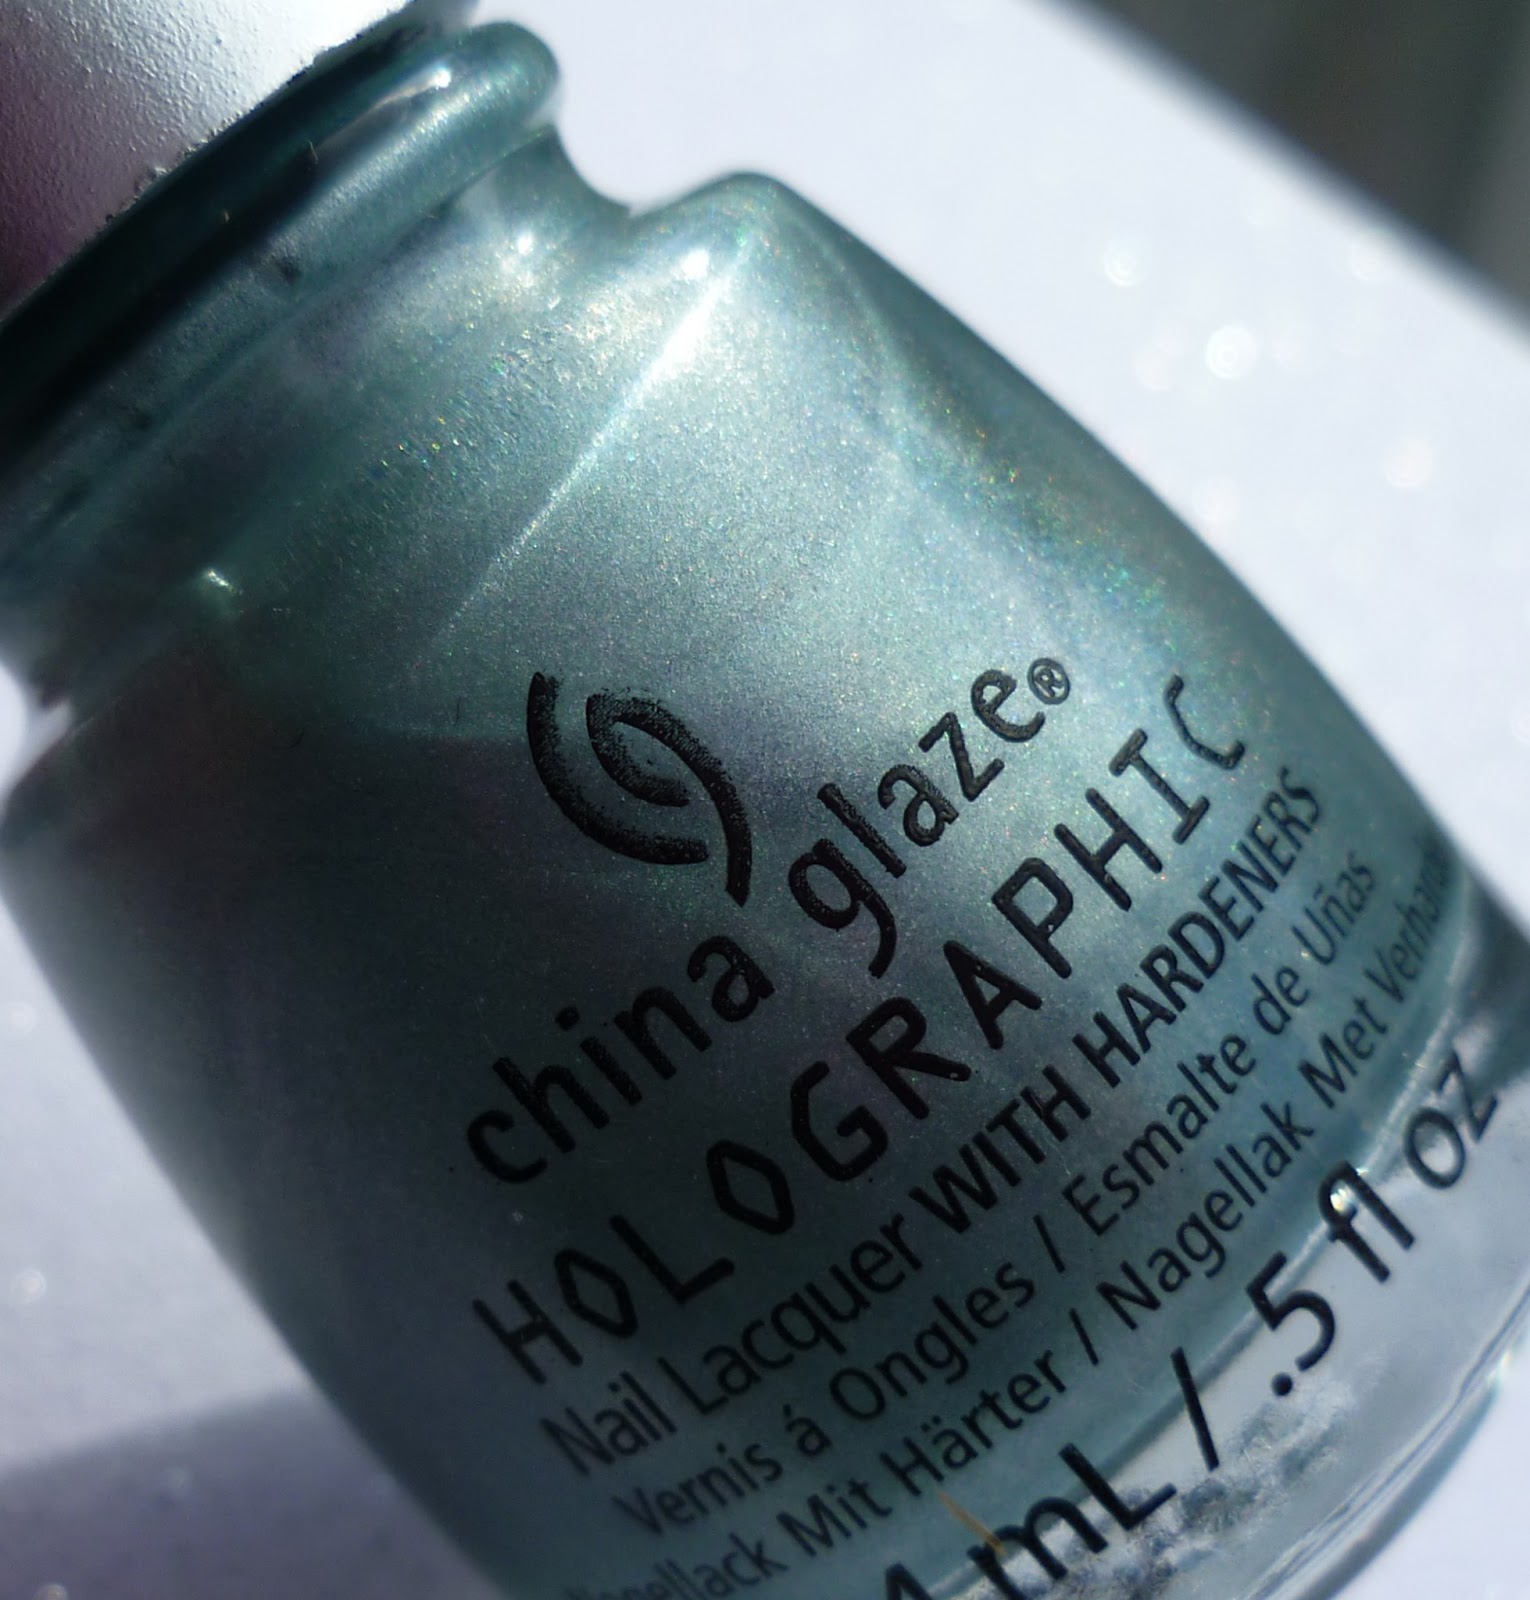 china glaze®
HOLOGRAPHIC
Nail Lacquer WITH HARDENERS
Vernis á Ongles / Esmalte de Uñas
Mit Härter / Nagellak Met
mL / .5 fl oz